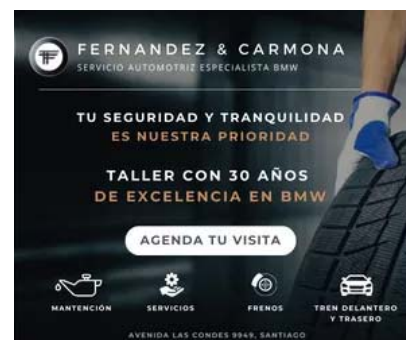 FERNANDEZ & CARMONA
SERVICIO AUTOMOTRIZ ESPECIALISTA BMW
TU SEGURIDAD Y TRANQUILIDAD
ES NUESTRA PRIORIDAD
TALLER CON 30 AÑOS
DE EXCELENCIA EN BMW
AGENDA TU VISITA
MANTENCIÓN
SERVICIOS
FRENOS
TREN DELANTERO
Y TRASERO
AVENIDA LAS CONDES 9949, SANTIAGO